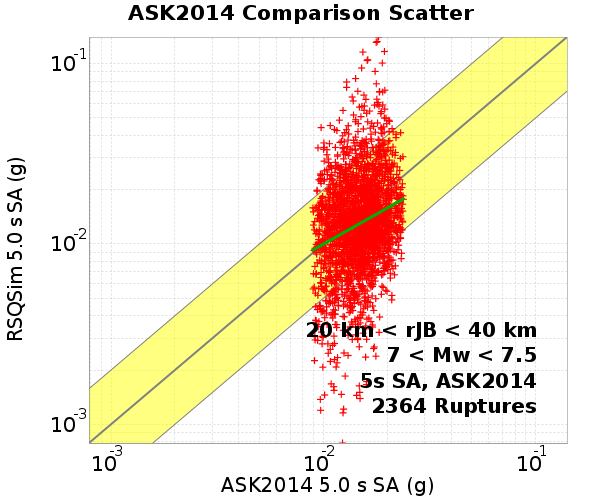 ASK2014 Comparison Scatter
10^-1
10^-2
10^-3
RSQSim 5.0 s SA (g)
20 km < rJB < 40 km
7 < Mw < 7.5
5s SA, ASK2014
2364 Ruptures
10^-3 10^-2 10^-1
ASK2014 5.0 s SA (g)